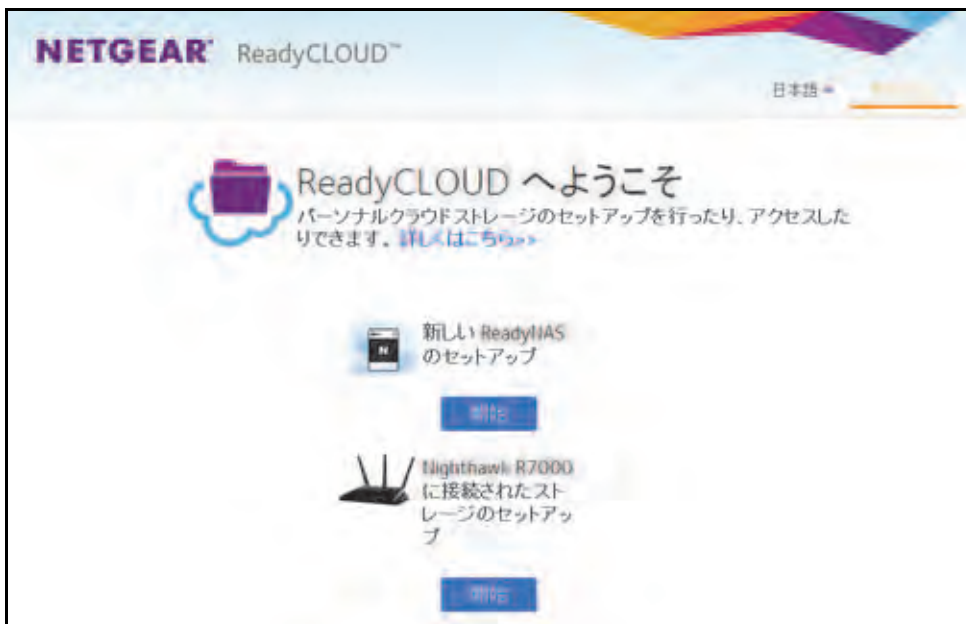 NETGEAR ReadyCLOUD™
日本語
ReadyCLOUD へようこそ
パーソナルクラウドストレージのセットアップを行ったり、アクセスした
りできます。詳しくはこちら>>
新しい ReadyNAS
のセットアップ
開始
Nighthawk R7000
に接続されたスト
レージのセットアッ
プ
開始